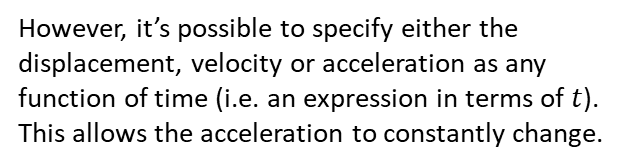 However, it’s possible to specify either the
displacement, velocity or acceleration as any
function of time (i.e. an expression in terms of t).
This allows the acceleration to constantly change.